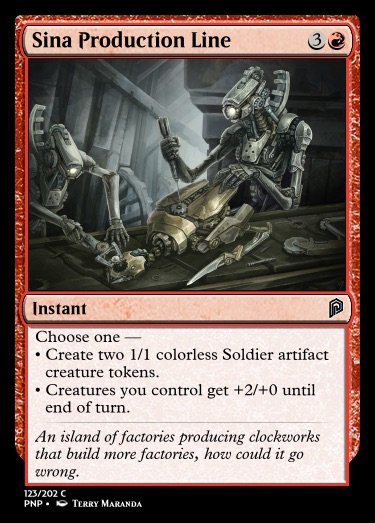 Sina Production Line 3
Instant
Choose one —
• Create two 1/1 colorless Soldier artifact
creature tokens.
• Creatures you control get +2/+0 until
end of turn.
An island of factories producing clockworks
that build more factories, how could it go
wrong.
123/202 C
PNP • Terry Maranda